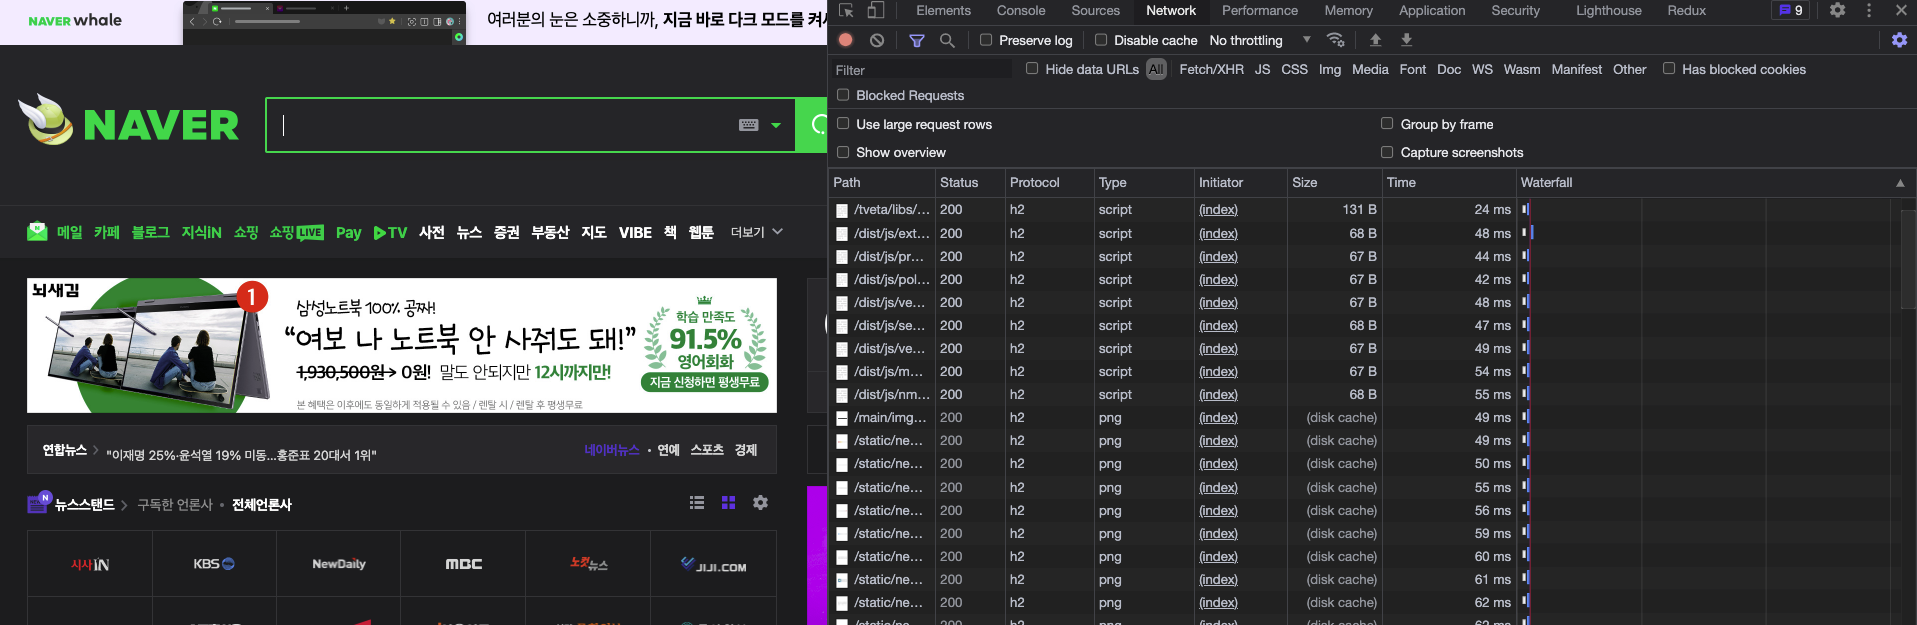 NAVER whale
여러분의 눈은 소중하니까, 지금 바로 다크 모드를 켜
NAVER
메일 카페 블로그 지식iN 쇼핑 쇼핑LIVE Pay TV 사전 뉴스 증권 부동산 지도 VIBE 책 웹툰 더보기
뇌새김
1
삼성노트북 100% 공짜!
“여보 나 노트북 안 사줘도 돼!”
1,930,500원→ 0원! 말도 안되지만 12시까지만!
본 혜택은 이후에도 동일하게 적용될 수 있음 / 렌탈 시 / 렌탈 후 평생무료
학습 만족도
91.5%
영어회화
지금 신청하면 평생무료
연합뉴스 "이재명 25%·윤석열 19% 미동...홍준표 20대서 1위" 네이버뉴스 · 연예 스포츠 경제
N 뉴스스탠드 구독한 언론사 · 전체언론사
시사IN KBS NewDaily MBC 노컷뉴스 JIJI.COM
Elements Console Sources Network Performance Memory Application Security Lighthouse Redux 9
Preserve log Disable cache No throttling
Filter Hide data URLs All Fetch/XHR JS CSS Img Media Font Doc WS Wasm Manifest Other Has blocked cookies
Blocked Requests
Use large request rows Group by frame
Show overview Capture screenshots
Path Status Protocol Type Initiator Size Time Waterfall
/tveta/libs/... 200 h2 script (index) 131 B 24 ms
/dist/js/ext... 200 h2 script (index) 68 B 48 ms
/dist/js/pr... 200 h2 script (index) 67 B 44 ms
/dist/js/pol... 200 h2 script (index) 67 B 42 ms
/dist/js/ve... 200 h2 script (index) 67 B 48 ms
/dist/js/se... 200 h2 script (index) 68 B 47 ms
/dist/js/ve... 200 h2 script (index) 67 B 49 ms
/dist/js/m... 200 h2 script (index) 67 B 54 ms
/dist/js/nm... 200 h2 script (index) 68 B 55 ms
/main/img... 200 h2 png (index) (disk cache) 49 ms
/static/ne... 200 h2 png (index) (disk cache) 49 ms
/static/ne... 200 h2 png (index) (disk cache) 50 ms
/static/ne... 200 h2 png (index) (disk cache) 55 ms
/static/ne... 200 h2 png (index) (disk cache) 56 ms
/static/ne... 200 h2 png (index) (disk cache) 59 ms
/static/ne... 200 h2 png (index) (disk cache) 60 ms
/static/ne... 200 h2 png (index) (disk cache) 61 ms
/static/ne... 200 h2 png (index) (disk cache) 62 ms